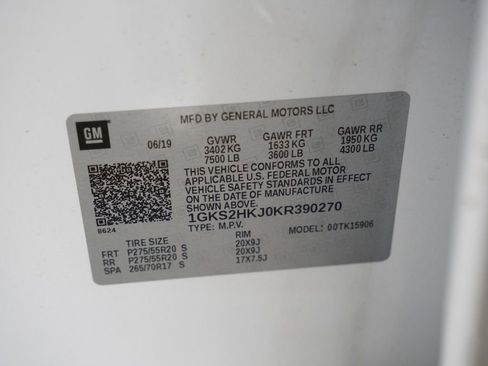 MFD BY GENERAL MOTORS LLC
GM
06/19 GVWR GAWR FRT GAWR RR
3402 KG 1633 KG 1950 KG
7500 LB 3600 LB 4300 LB
THIS VEHICLE CONFORMS TO ALL
APPLICABLE U.S. FEDERAL MOTOR
VEHICLE SAFETY STANDARDS IN EFFECT
ON THE DATE OF MANUFACTURE
SHOWN ABOVE.
1GKS2HKJ0KR390270
8624
TYPE: M.P.V. MODEL: 00TK15906
TIRE SIZE RIM
FRT P275/55R20 S 20X9J
RR P275/55R20 S 20X9J
SPA 265/70R17 S 17X7.5J